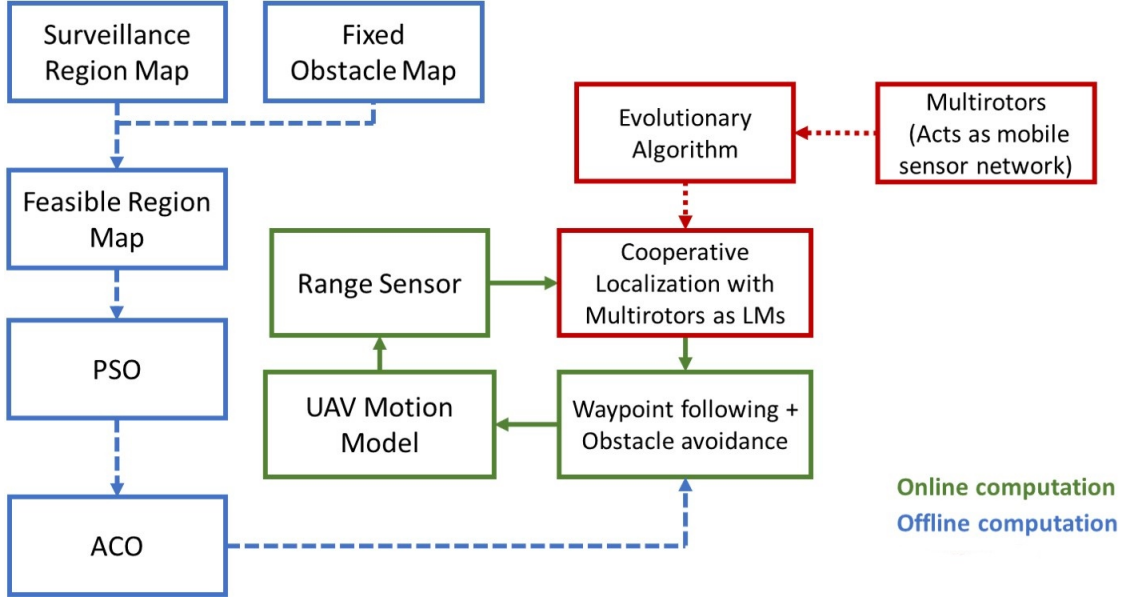 Surveillance
Region Map
Fixed
Obstacle Map
Evolutionary
Algorithm
Multirotors
(Acts as mobile
sensor network)
Feasible Region
Map
Range Sensor
Cooperative
Localization with
Multirotors as LMs
PSO
UAV Motion
Model
Waypoint following +
Obstacle avoidance
ACO
Online computation
Offline computation